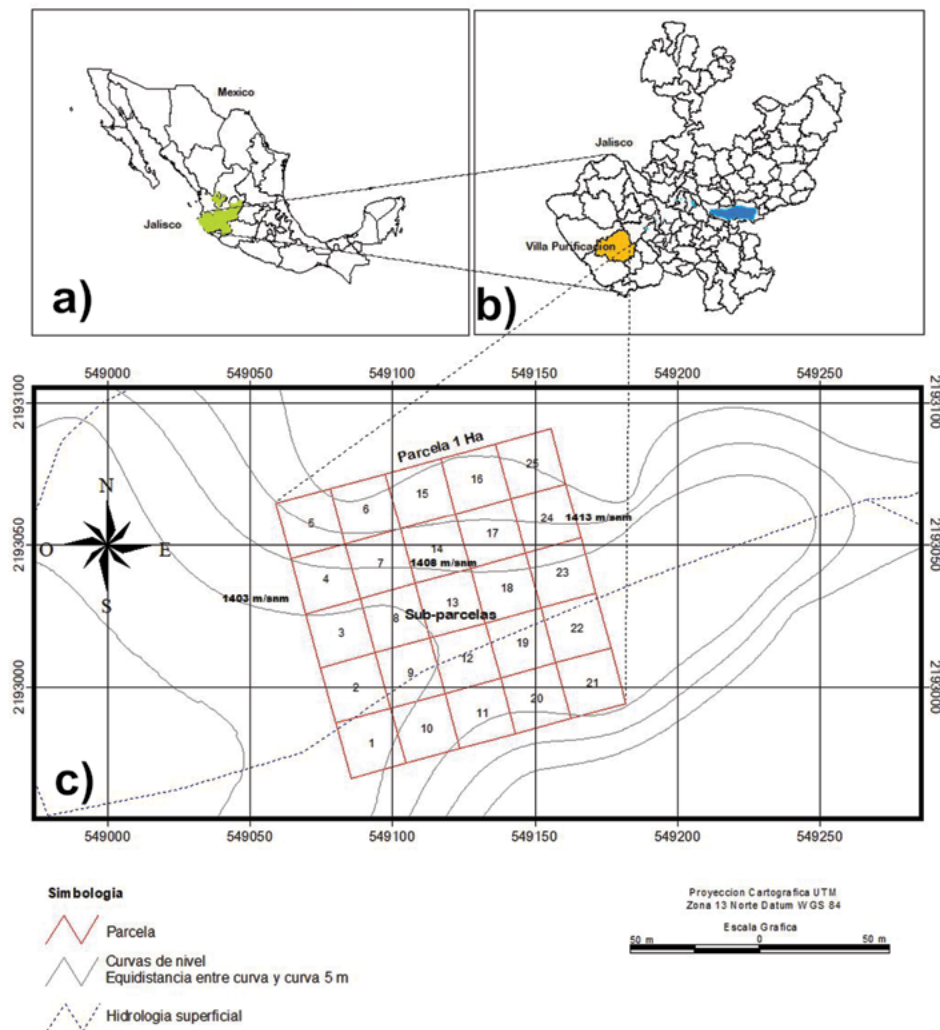 Mexico
Jalisco
a)
Jalisco
Villa Purificacion
b)
549000 549050 549100 549150 549200 549250
2193100
2193050
2193000
2193100
2193050
2193000
N
O
E
S
Parcela 1 Ha
25
16
15
6
5
24
1413 m/snm
17
14
7
4
1408 m/snm
23
18
13
8
3
1403 m/snm
Sub-parcelas
22
19
12
9
2
21
20
11
10
1
c)
549000 549050 549100 549150 549200 549250
Simbologia
Parcela
Curvas de nivel
Equidistancia entre curva y curva 5 m
Hidrologia superficial
Proyeccion Cartografica UTM
Zona 13 Norte Datum WGS 84
Escala Grafica
50 m 0 50 m